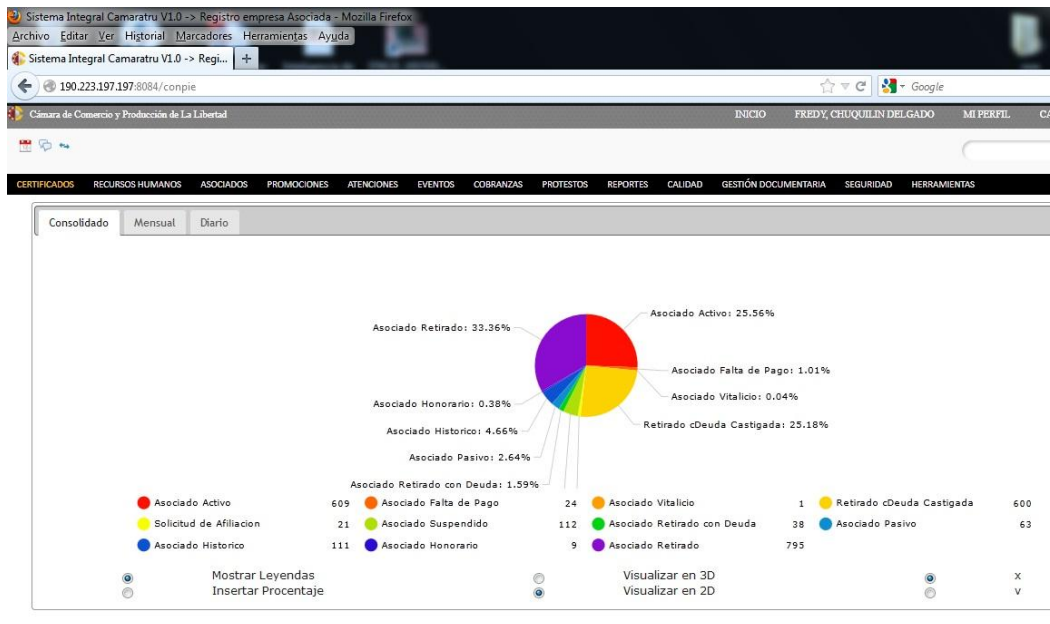 Sistema Integral Camaratru V1.0 -> Registro empresa Asociada - Mozilla Firefox
Archivo Editar Ver Historial Marcadores Herramientas Ayuda
Sistema Integral Camaratru V1.0 -> Regi... +
190.223.197.197:8084/conpie Google
Cámara de Comercio y Producción de La Libertad INICIO FREDY, CHUQUILIN DELGADO MI PERFIL CA
CERTIFICADOS RECURSOS HUMANOS ASOCIADOS PROMOCIONES ATENCIONES EVENTOS COBRANZAS PROTESTOS REPORTES CALIDAD GESTIÓN DOCUMENTARIA SEGURIDAD HERRAMIENTAS
Consolidado Mensual Diario
Asociado Activo: 25.56%
Asociado Retirado: 33.36%
Asociado Falta de Pago: 1.01%
Asociado Vitalicio: 0.04%
Asociado Honorario: 0.38%
Retirado cDeuda Castigada: 25.18%
Asociado Historico: 4.66%
Asociado Pasivo: 2.64%
Asociado Retirado con Deuda: 1.59%
Asociado Activo 609 Asociado Falta de Pago 24 Asociado Vitalicio 1 Retirado cDeuda Castigada 600
Solicitud de Afiliacion 21 Asociado Suspendido 112 Asociado Retirado con Deuda 38 Asociado Pasivo 63
Asociado Historico 111 Asociado Honorario 9 Asociado Retirado 795
Mostrar Leyendas Visualizar en 3D X
Insertar Procentaje Visualizar en 2D V